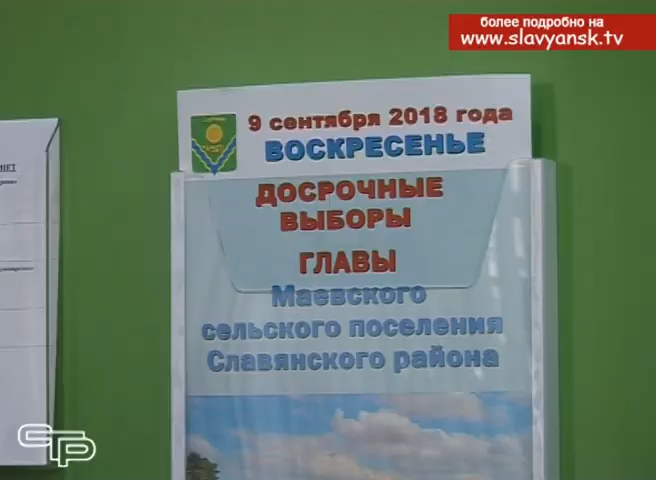 более подробно на
www.slavyansk.tv
9 сентября 2018 года
ВОСКРЕСЕНЬЕ
ДОСРОЧНЫЕ
ВЫБОРЫ
ГЛАВЫ
Маевского
сельского поселения
Славянского района
СТР